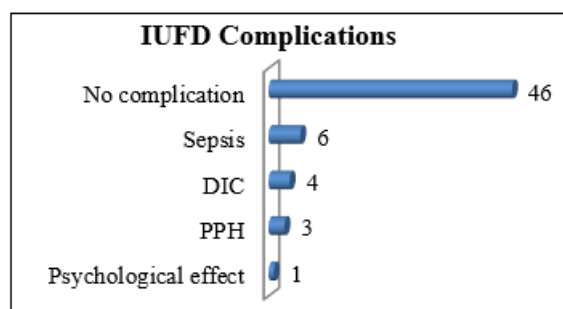 IUFD Complications
No complication 46
Sepsis 6
DIC 4
PPH 3
Psychological effect 1